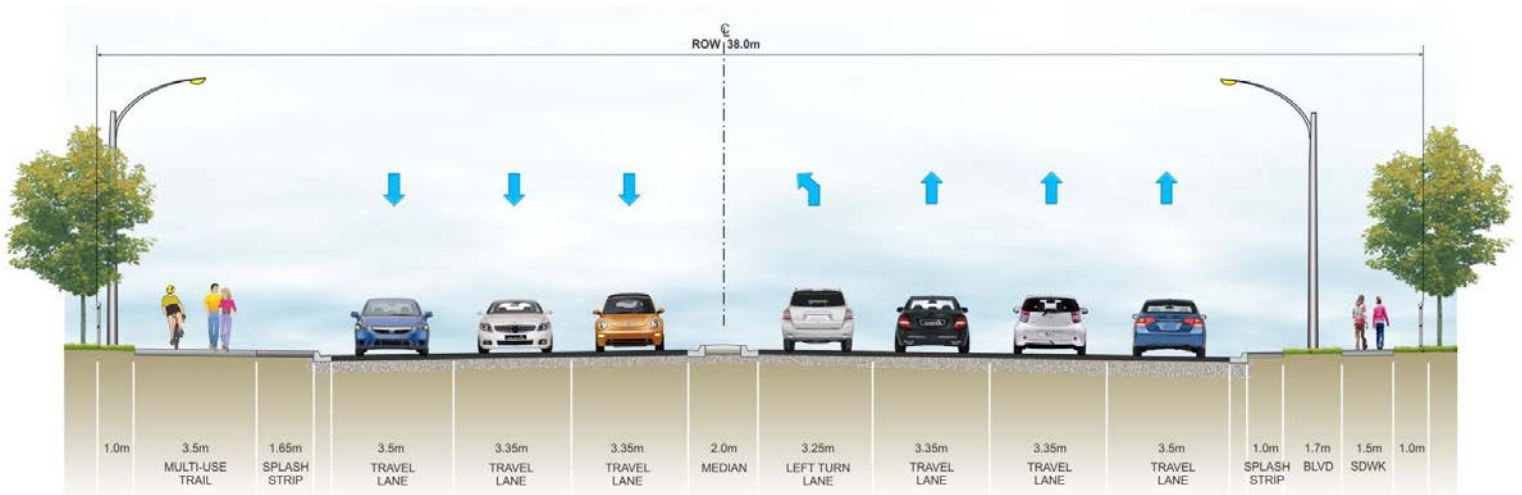 ℄
ROW 38.0m
1.0m
3.5m
MULTI-USE
TRAIL
1.65m
SPLASH
STRIP
3.5m
TRAVEL
LANE
3.35m
TRAVEL
LANE
3.35m
TRAVEL
LANE
2.0m
MEDIAN
3.25m
LEFT TURN
LANE
3.35m
TRAVEL
LANE
3.35m
TRAVEL
LANE
3.5m
TRAVEL
LANE
1.0m
SPLASH
STRIP
1.7m
BLVD
1.5m
SDWK
1.0m